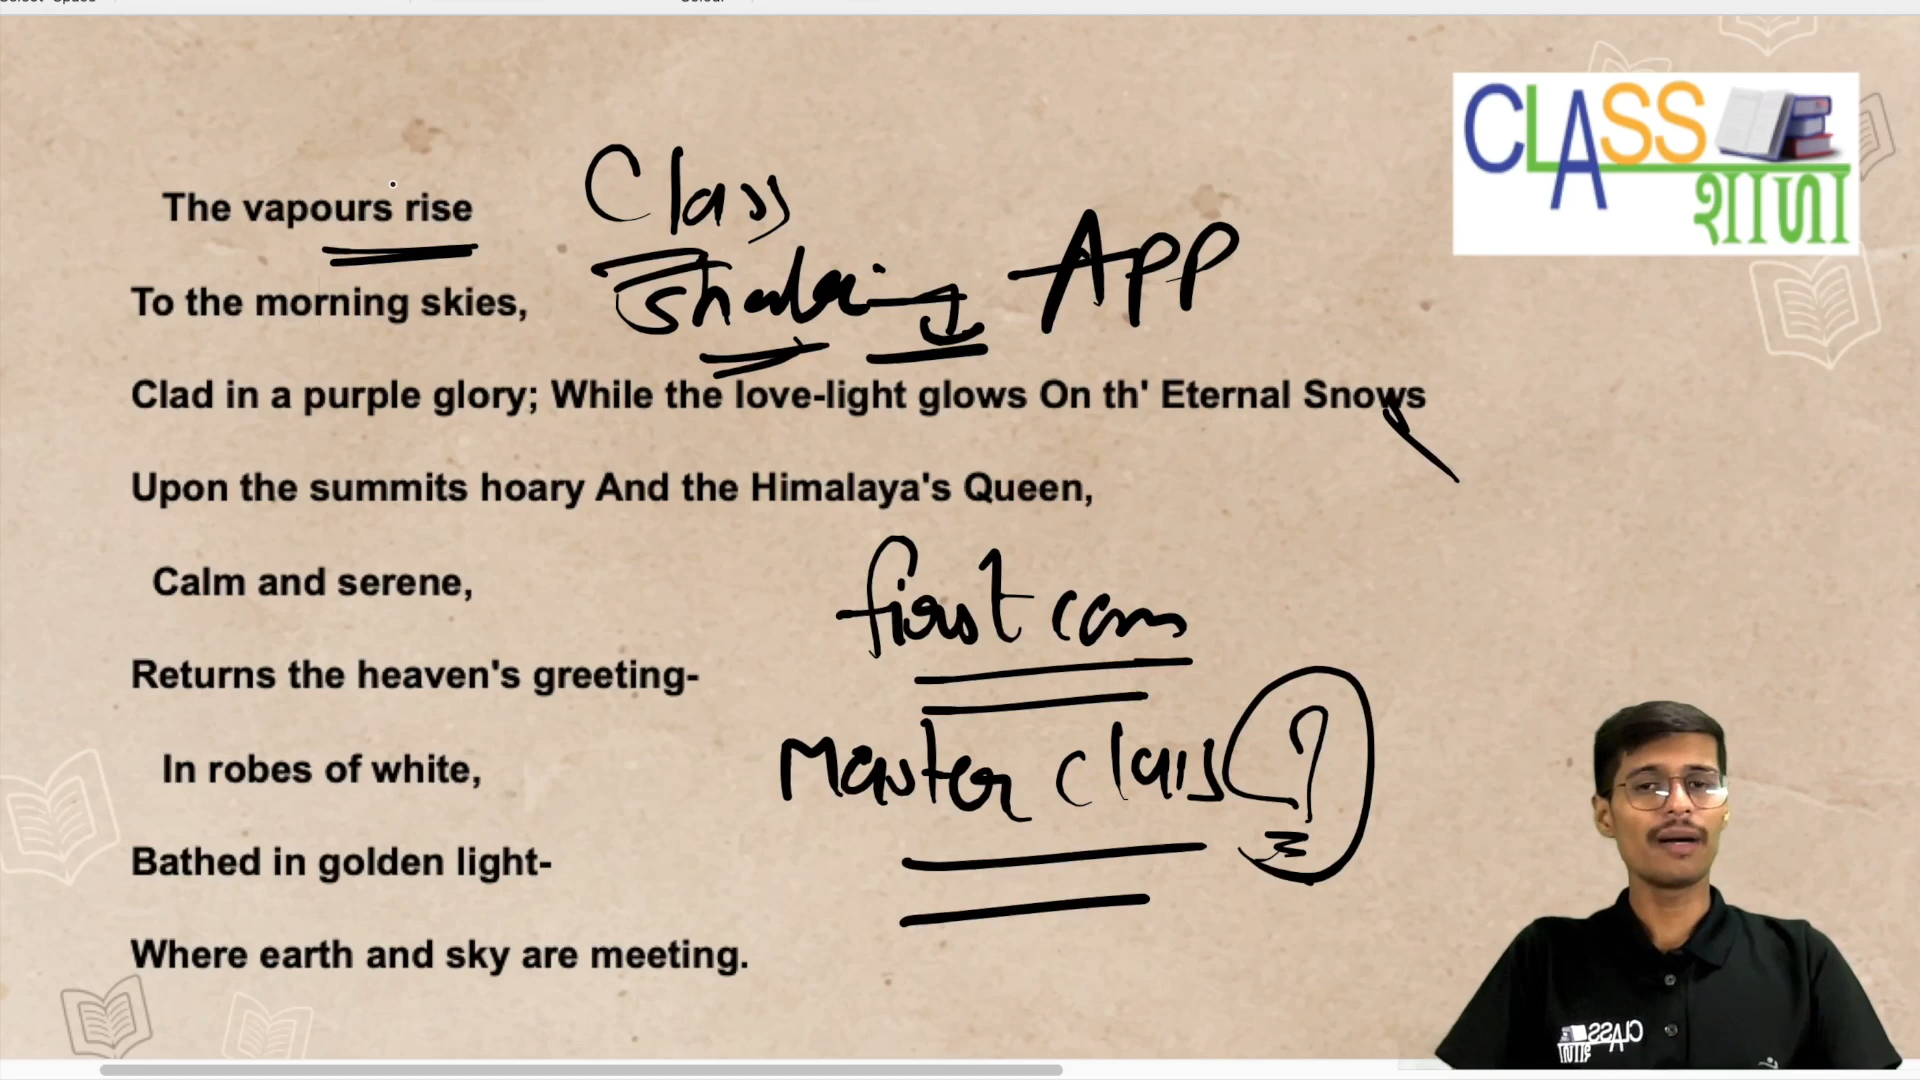 CLASS
শালা
The vapours rise
Class
To the morning skies,
App
Clad in a purple glory; While the love-light glows On th' Eternal Snows
Upon the summits hoary And the Himalaya's Queen,
Calm and serene,
first
Returns the heaven's greeting-
Master class ?
In robes of white,
Bathed in golden light-
Where earth and sky are meeting.
CLASS